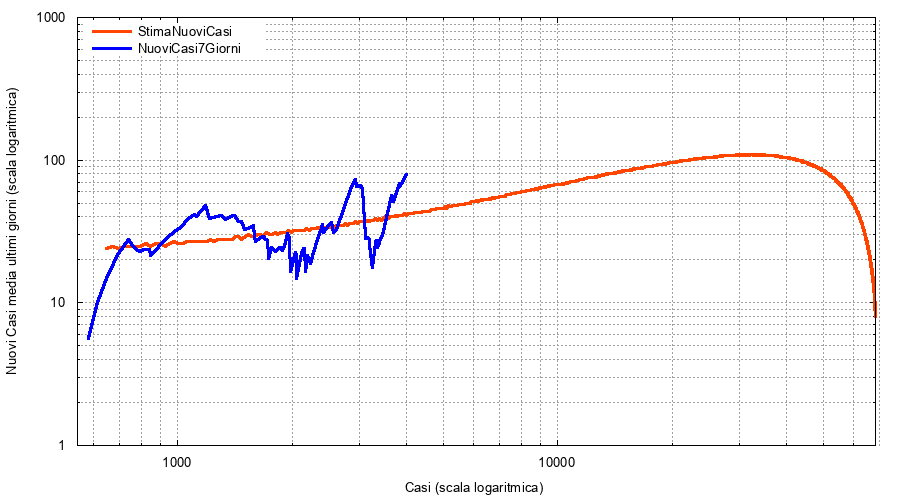 1000
StimaNuoviCasi
NuoviCasi7Giorni
100
10
1
1000
10000
Nuovi Casi media ultimi giorni (scala logaritmica)
Casi (scala logaritmica)